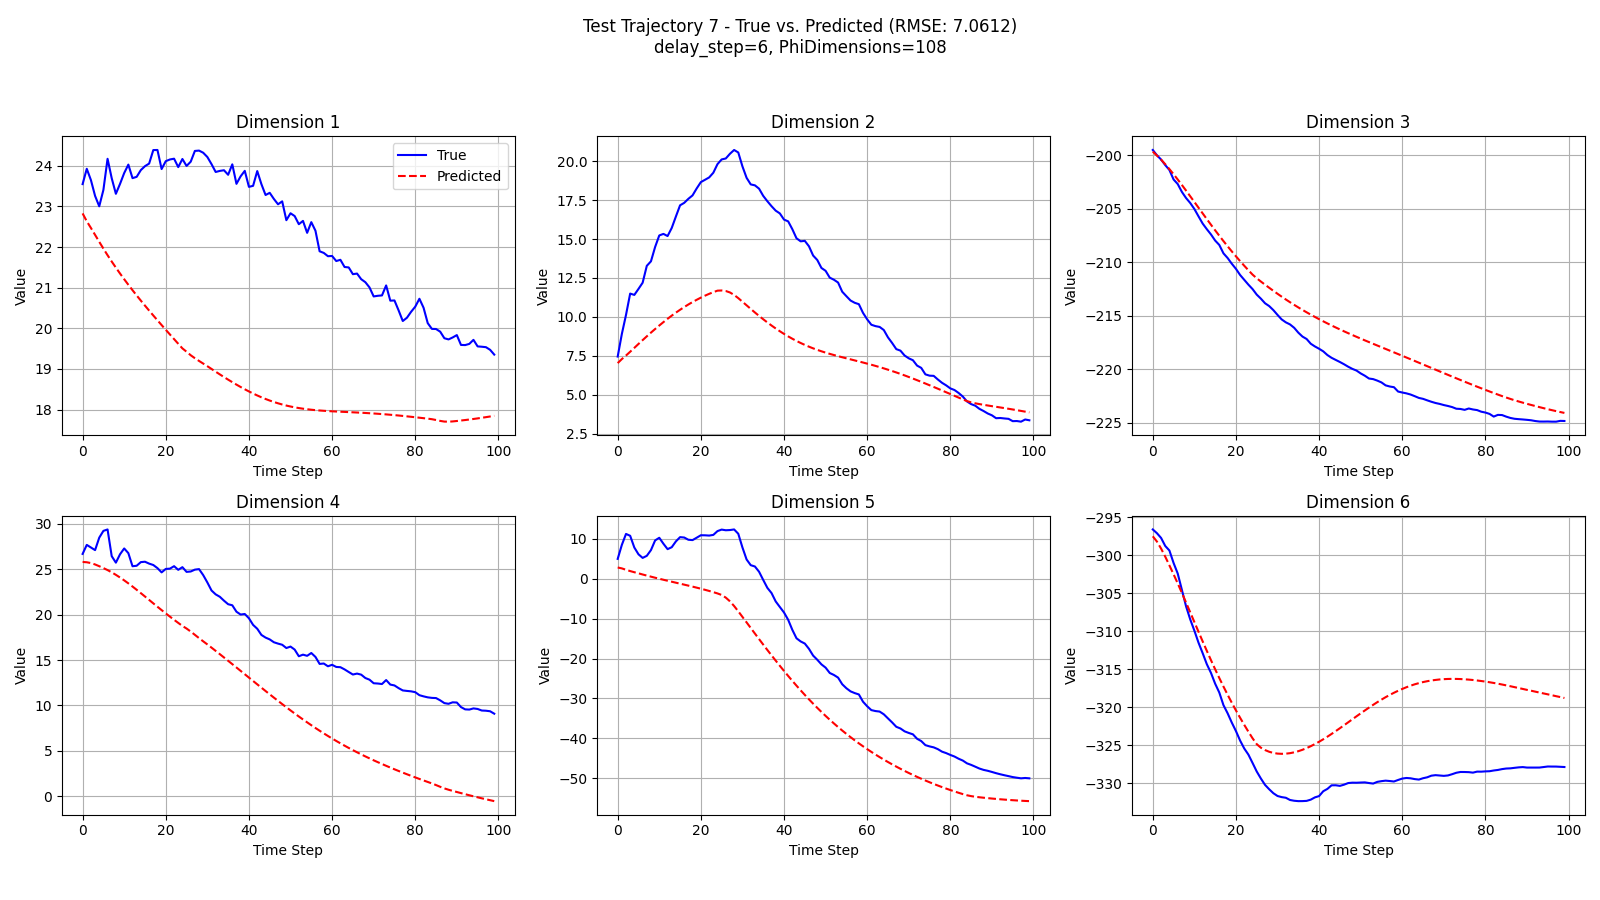 Test Trajectory 7 - True vs. Predicted (RMSE: 7.0612)
delay_step=6, PhiDimensions=108
Dimension 1
Dimension 2
Dimension 3
True
Predicted
Value
24
23
22
21
20
19
18
0 20 40 60 80 100
Time Step
Value
20.0
17.5
15.0
12.5
10.0
7.5
5.0
2.5
0 20 40 60 80 100
Time Step
Value
−200
−205
−210
−215
−220
−225
0 20 40 60 80 100
Time Step
Dimension 4
Dimension 5
Dimension 6
Value
30
25
20
15
10
5
0
0 20 40 60 80 100
Time Step
Value
10
0
−10
−20
−30
−40
−50
0 20 40 60 80 100
Time Step
Value
−295
−300
−305
−310
−315
−320
−325
−330
0 20 40 60 80 100
Time Step